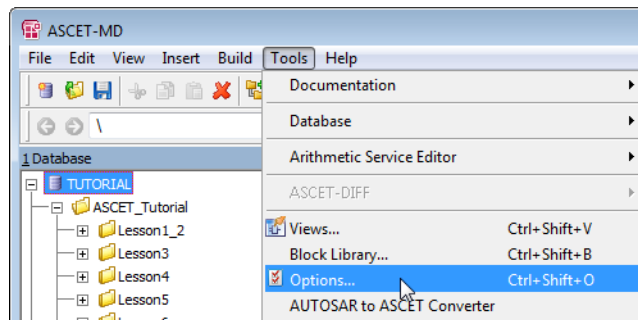 ASCET-MD
File Edit View Insert Build Tools Help
\
1 Database
TUTORIAL
ASCET_Tutorial
Lesson1_2
Lesson3
Lesson4
Lesson5
Documentation
Database
Arithmetic Service Editor
ASCET-DIFF
Views... Ctrl+Shift+V
Block Library... Ctrl+Shift+B
Options... Ctrl+Shift+O
AUTOSAR to ASCET Converter